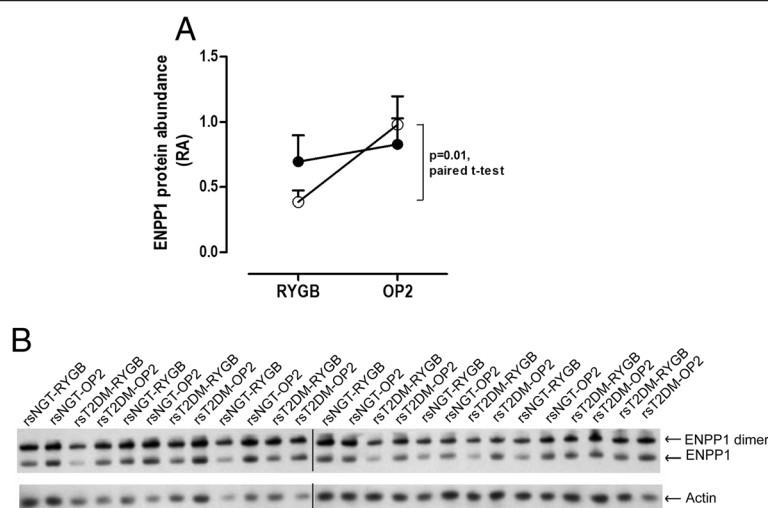 A
ENPP1 protein abundance
(RA)
1.5
1.0
0.5
0.0
p=0.01,
paired t-test
RYGB
OP2
B
rsNGT-RYGB
rsNGT-OP2
rsT2DM-RYGB
rsT2DM-OP2
rsNGT-RYGB
rsNGT-OP2
rsT2DM-RYGB
rsT2DM-OP2
rsNGT-RYGB
rsNGT-OP2
rsT2DM-RYGB
rsT2DM-OP2
rsNGT-RYGB
rsNGT-OP2
rsT2DM-RYGB
rsT2DM-OP2
rsNGT-RYGB
rsNGT-OP2
rsT2DM-RYGB
rsT2DM-OP2
rsNGT-RYGB
rsNGT-OP2
rsT2DM-RYGB
rsT2DM-OP2
rsT2DM-RYGB
rsT2DM-OP2
← ENPP1 dimer
← ENPP1
← Actin